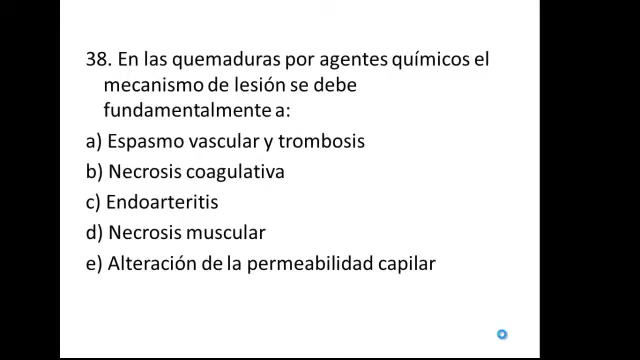 38. En las quemaduras por agentes químicos el
mecanismo de lesión se debe
fundamentalmente a:
a) Espasmo vascular y trombosis
b) Necrosis coagulativa
c) Endoarteritis
d) Necrosis muscular
e) Alteración de la permeabilidad capilar